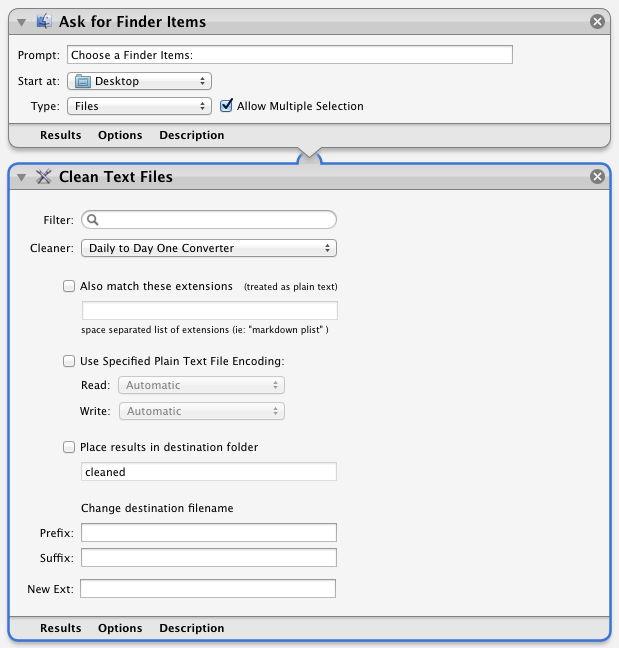 Ask for Finder Items
Prompt: Choose a Finder Items:
Start at: Desktop
Type: Files Allow Multiple Selection
Results Options Description
Clean Text Files
Filter:
Cleaner: Daily to Day One Converter
Also match these extensions (treated as plain text)
space separated list of extensions (ie: "markdown plist" )
Use Specified Plain Text File Encoding:
Read: Automatic
Write: Automatic
Place results in destination folder
cleaned
Change destination filename
Prefix:
Suffix:
New Ext:
Results Options Description